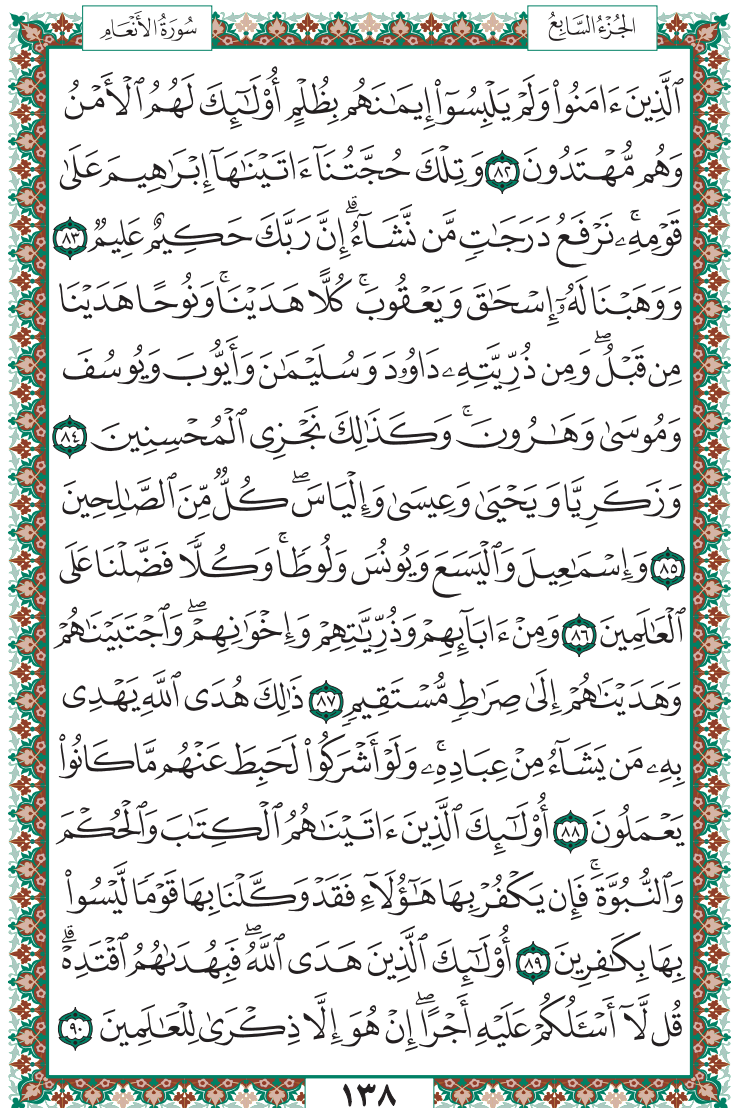 الجُزْءُ السَّابِعُ
سُورَةُ الأَنْعَام
ٱلَّذِينَ ءَامَنُواْ وَلَمۡ يَلۡبِسُوٓاْ إِيمَٰنَهُم بِظُلۡمٍ أُوْلَٰٓئِكَ لَهُمُ ٱلۡأَمۡنُ
وَهُم مُّهۡتَدُونَ ٨٢ وَتِلۡكَ حُجَّتُنَآ ءَاتَيۡنَٰهَآ إِبۡرَٰهِيمَ عَلَىٰ
قَوۡمِهِۦۚ نَرۡفَعُ دَرَجَٰتٖ مَّن نَّشَآءُۗ إِنَّ رَبَّكَ حَكِيمٌ عَلِيمٞ ٨٣
وَوَهَبۡنَا لَهُۥٓ إِسۡحَٰقَ وَيَعۡقُوبَۚ كُلًّا هَدَيۡنَاۚ وَنُوحًا هَدَيۡنَا
مِن قَبۡلُۖ وَمِن ذُرِّيَّتِهِۦ دَاوُۥدَ وَسُلَيۡمَٰنَ وَأَيُّوبَ وَيُوسُفَ
وَمُوسَىٰ وَهَٰرُونَۚ وَكَذَٰلِكَ نَجۡزِي ٱلۡمُحۡسِنِينَ ٨٤
وَزَكَرِيَّا وَيَحۡيَىٰ وَعِيسَىٰ وَإِلۡيَاسَۖ كُلّٞ مِّنَ ٱلصَّٰلِحِينَ
٨٥ وَإِسۡمَٰعِيلَ وَٱلۡيَسَعَ وَيُونُسَ وَلُوطٗاۚ وَكُلّٗا فَضَّلۡنَا عَلَى
ٱلۡعَٰلَمِينَ ٨٦ وَمِنۡ ءَابَآئِهِمۡ وَذُرِّيَّٰتِهِمۡ وَإِخۡوَٰنِهِمۡۖ وَٱجۡتَبَيۡنَٰهُمۡ
وَهَدَيۡنَٰهُمۡ إِلَىٰ صِرَٰطٖ مُّسۡتَقِيمٖ ٨٧ ذَٰلِكَ هُدَى ٱللَّهِ يَهۡدِي
بِهِۦ مَن يَشَآءُ مِنۡ عِبَادِهِۦۚ وَلَوۡ أَشۡرَكُواْ لَحَبِطَ عَنۡهُم مَّا كَانُواْ
يَعۡمَلُونَ ٨٨ أُوْلَٰٓئِكَ ٱلَّذِينَ ءَاتَيۡنَٰهُمُ ٱلۡكِتَٰبَ وَٱلۡحُكۡمَ
وَٱلنُّبُوَّةَۚ فَإِن يَكۡفُرۡ بِهَا هَٰٓؤُلَآءِ فَقَدۡ وَكَّلۡنَا بِهَا قَوۡمٗا لَّيۡسُواْ
بِهَا بِكَٰفِرِينَ ٨٩ أُوْلَٰٓئِكَ ٱلَّذِينَ هَدَى ٱللَّهُۖ فَبِهُدَىٰهُمُ ٱقۡتَدِهۡۗ
قُل لَّآ أَسۡـَٔلُكُمۡ عَلَيۡهِ أَجۡرًاۖ إِنۡ هُوَ إِلَّا ذِكۡرَىٰ لِلۡعَٰلَمِينَ ٩٠
١٣٨